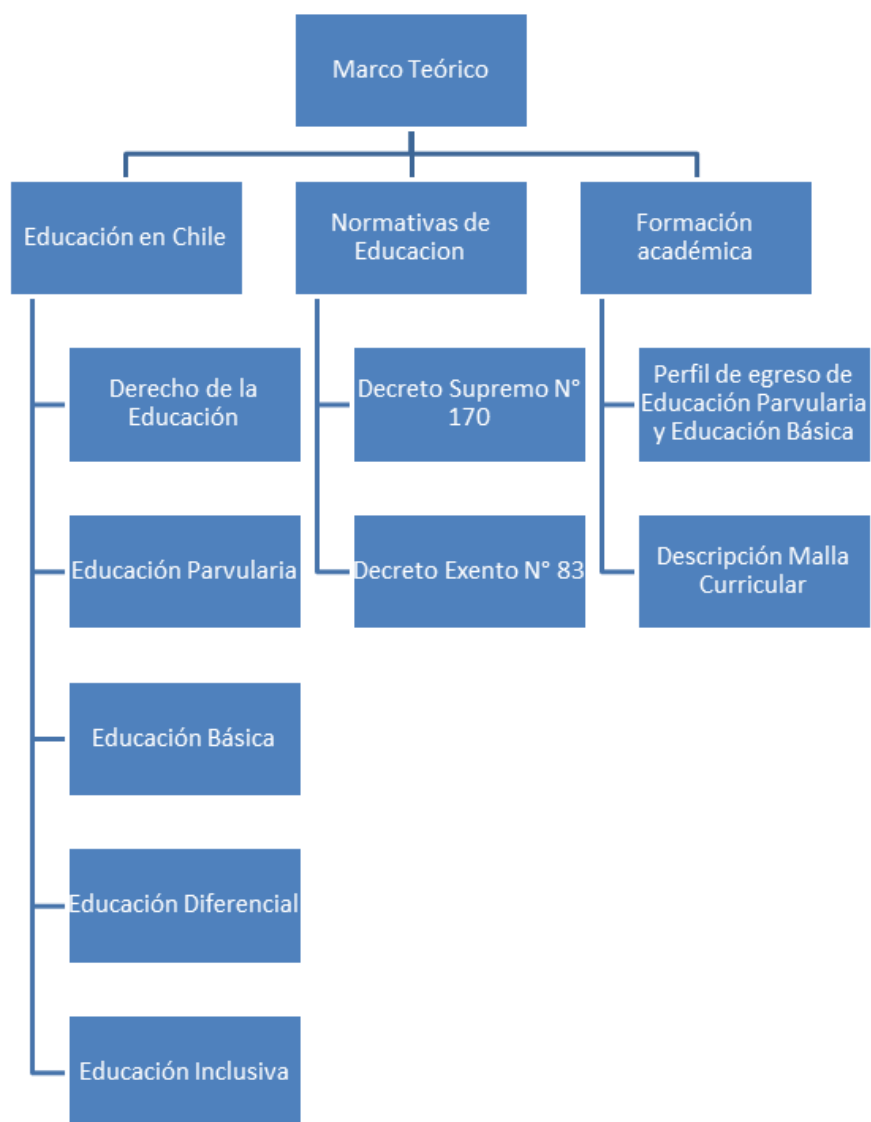 Marco Teórico
Educación en Chile
Normativas de
Educacion
Formación
académica
Derecho de la
Educación
Decreto Supremo N°
170
Perfil de egreso de
Educación Parvularia
y Educación Básica
Educación Parvularia
Decreto Exento N° 83
Descripción Malla
Curricular
Educación Básica
Educación Diferencial
Educación Inclusiva